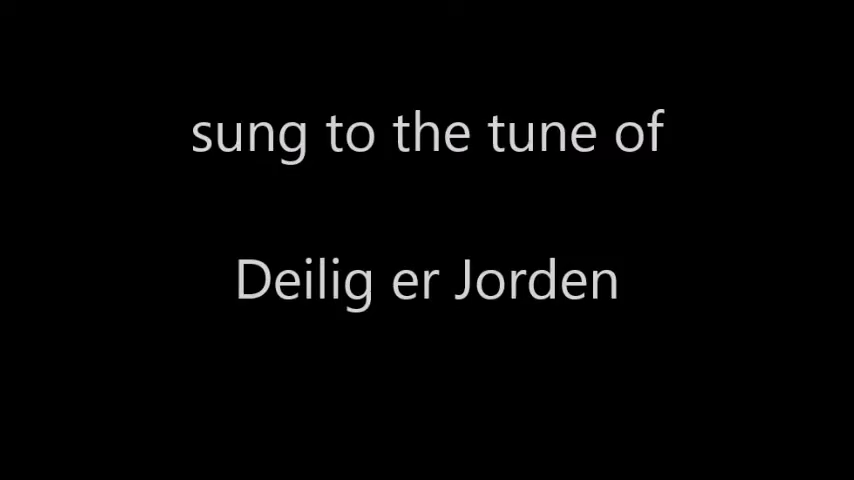 sung to the tune of
Deilig er Jorden